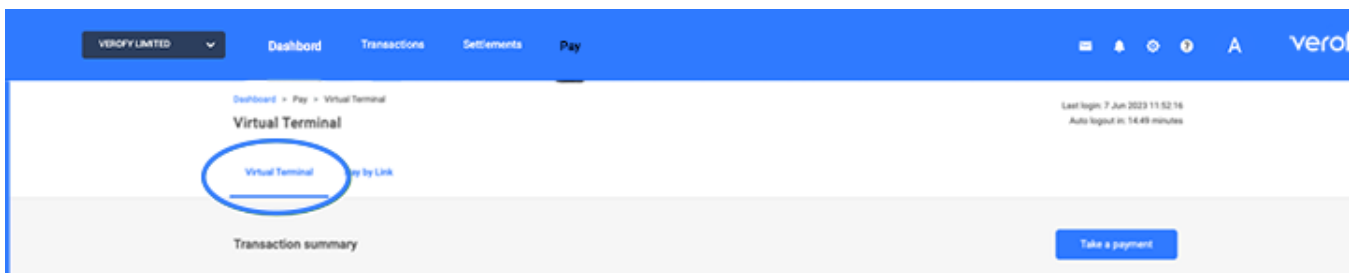 VEROFY LIMITED Dashbord Transactions Settlements Pay A verof
Dashboard > Pay > Virtual Terminal
Last login: 7 Jun 2023 11:52:16
Virtual Terminal
Auto logout in: 14:49 minutes
Virtual Terminal Pay by Link
Transaction summary
Take a payment